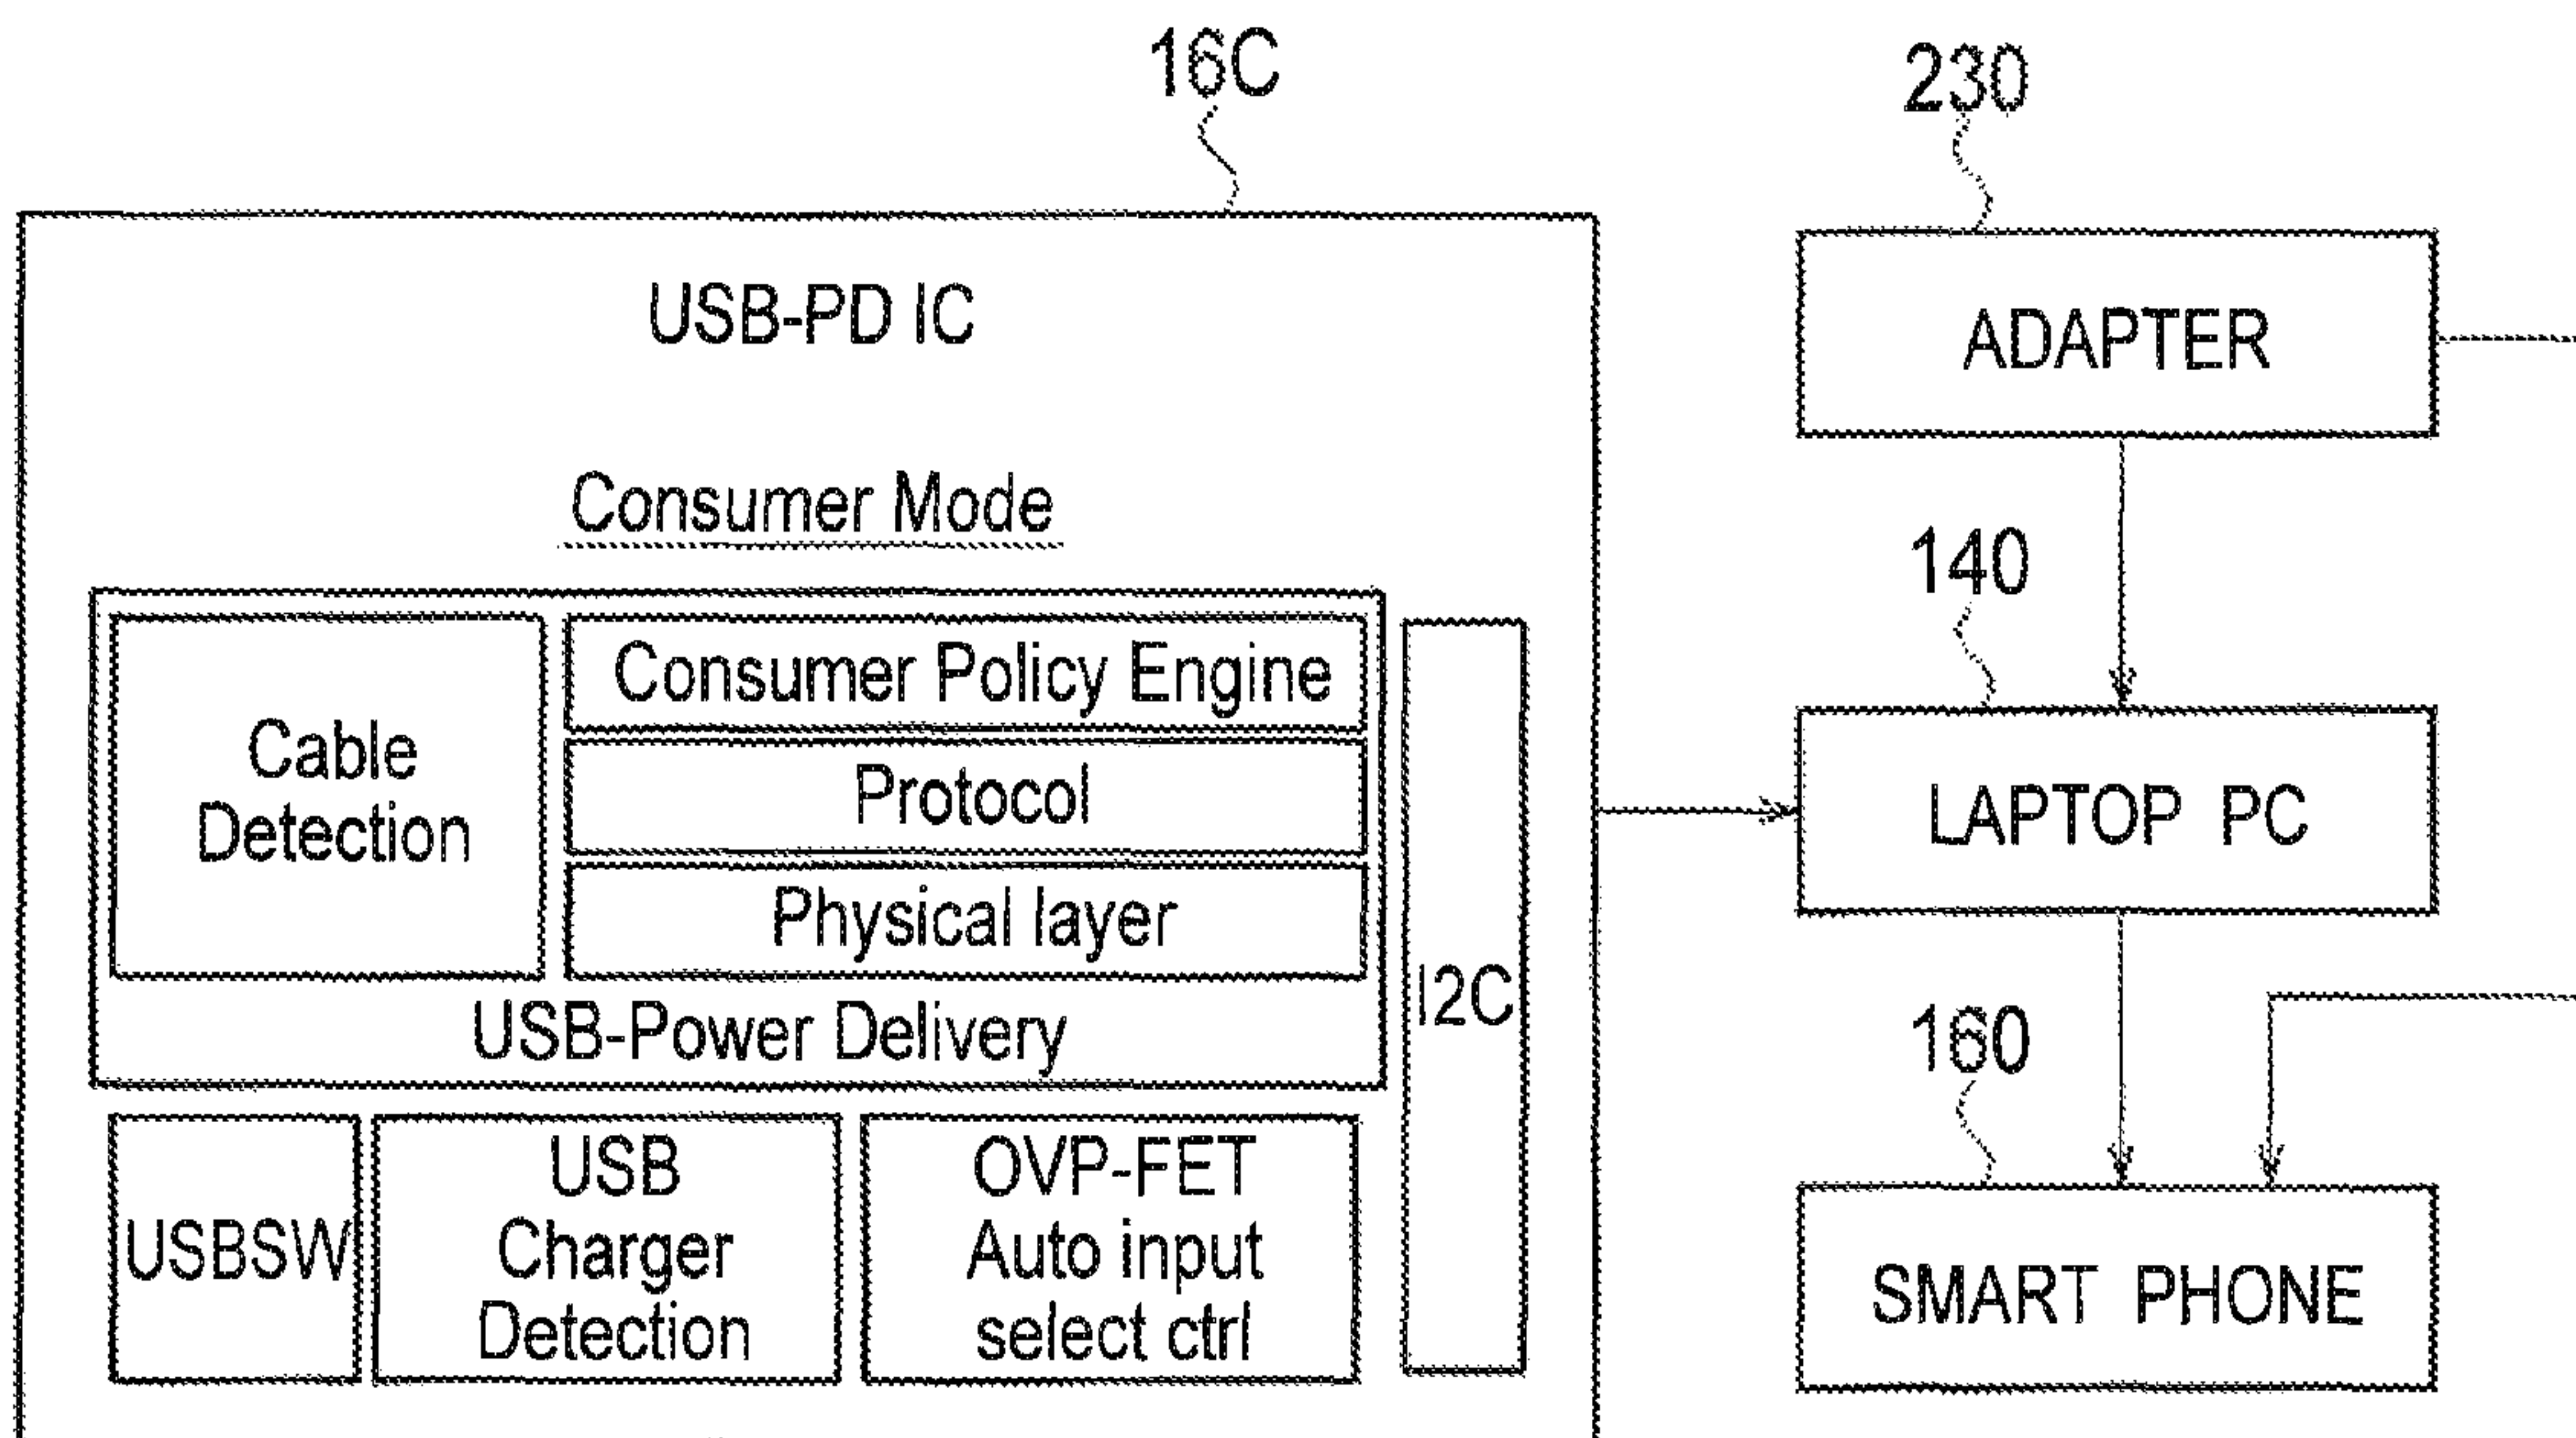 16C
USB-PD IC
Consumer Mode
Cable
Detection
Consumer Policy Engine
Protocol
Physical layer
USB-Power Delivery
I2C
USBSW
USB
Charger
Detection
OVP-FET
Auto input
select ctrl
230
ADAPTER
140
LAPTOP PC
160
SMART PHONE